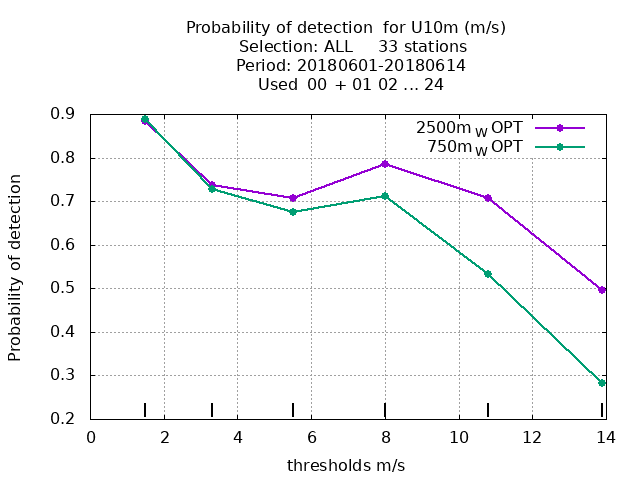 Probability of detection  for U10m (m/s)
Selection: ALL     33 stations
Period: 20180601-20180614
Used  00  + 01 02 ... 24
2500m W OPT
750m W OPT
Probability of detection
0.9
0.8
0.7
0.6
0.5
0.4
0.3
0.2
0 2 4 6 8 10 12 14
thresholds m/s